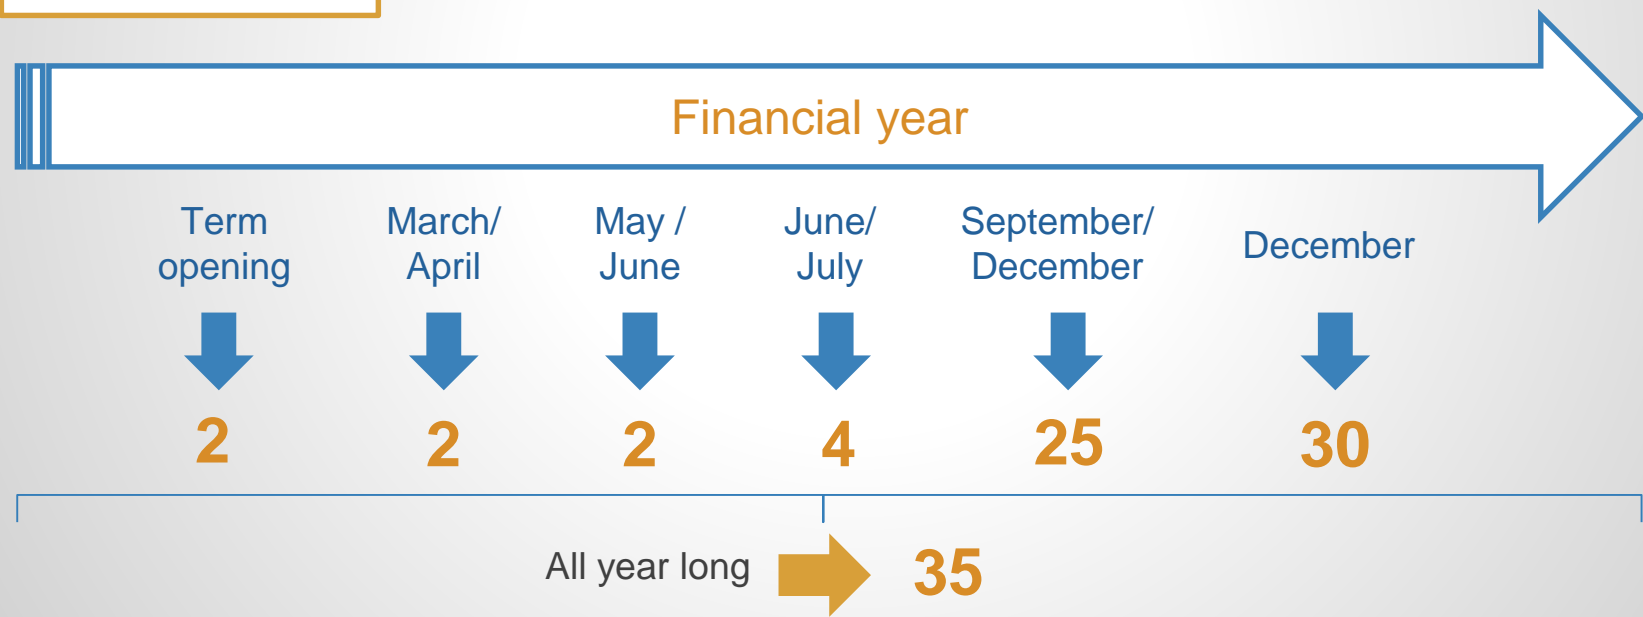 Financial year
Term
opening
March/
April
May /
June
June/
July
September/
December
December
2
2
2
4
25
30
All year long
35